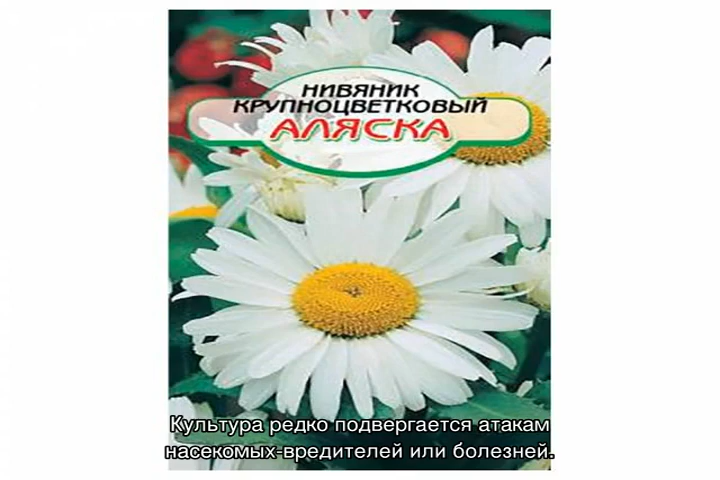 НИВЯНИК
КРУПНОЦВЕТКОВЫЙ
АЛЯСКА
Культура редко подвергается атакам
насекомых-вредителей или болезней.